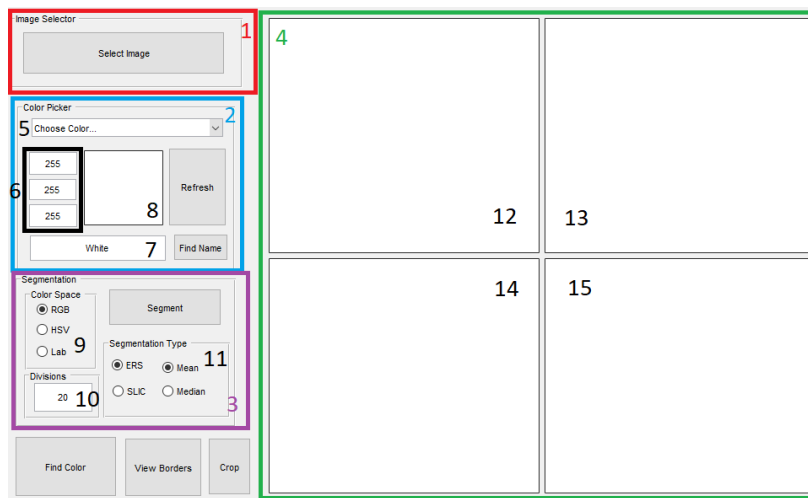 Image Selector
1
Select Image
Color Picker
2
5
Choose Color...
6
255
255
255
8
Refresh
White
7
Find Name
Segmentation
Color Space
RGB
HSV
Lab
9
Segment
Segmentation Type
ERS
Mean
11
SLIC
Median
Divisions
20
10
3
Find Color
View Borders
Crop
4
12
13
14
15